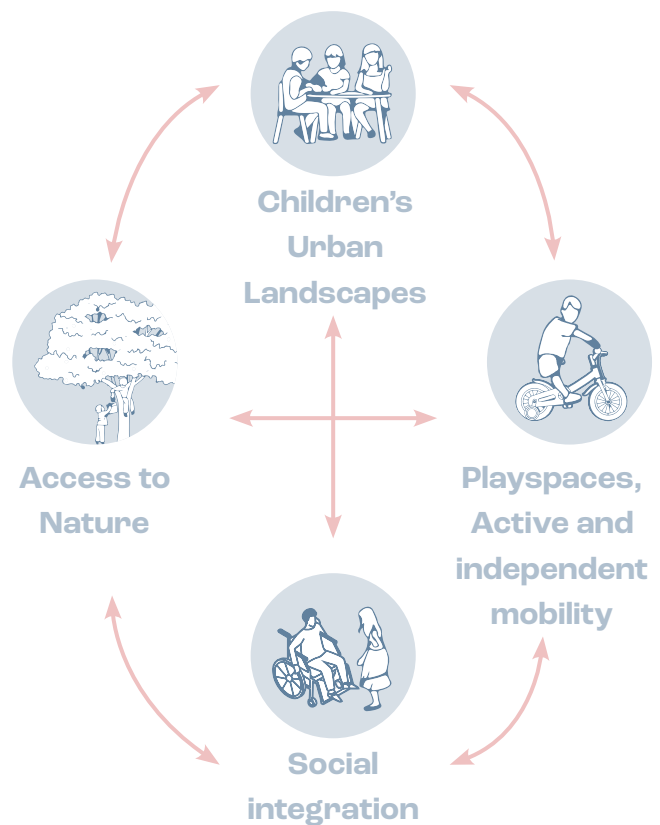 Children’s
Urban
Landscapes
Access to
Nature
Playspaces,
Active and
independent
mobility
Social
integration